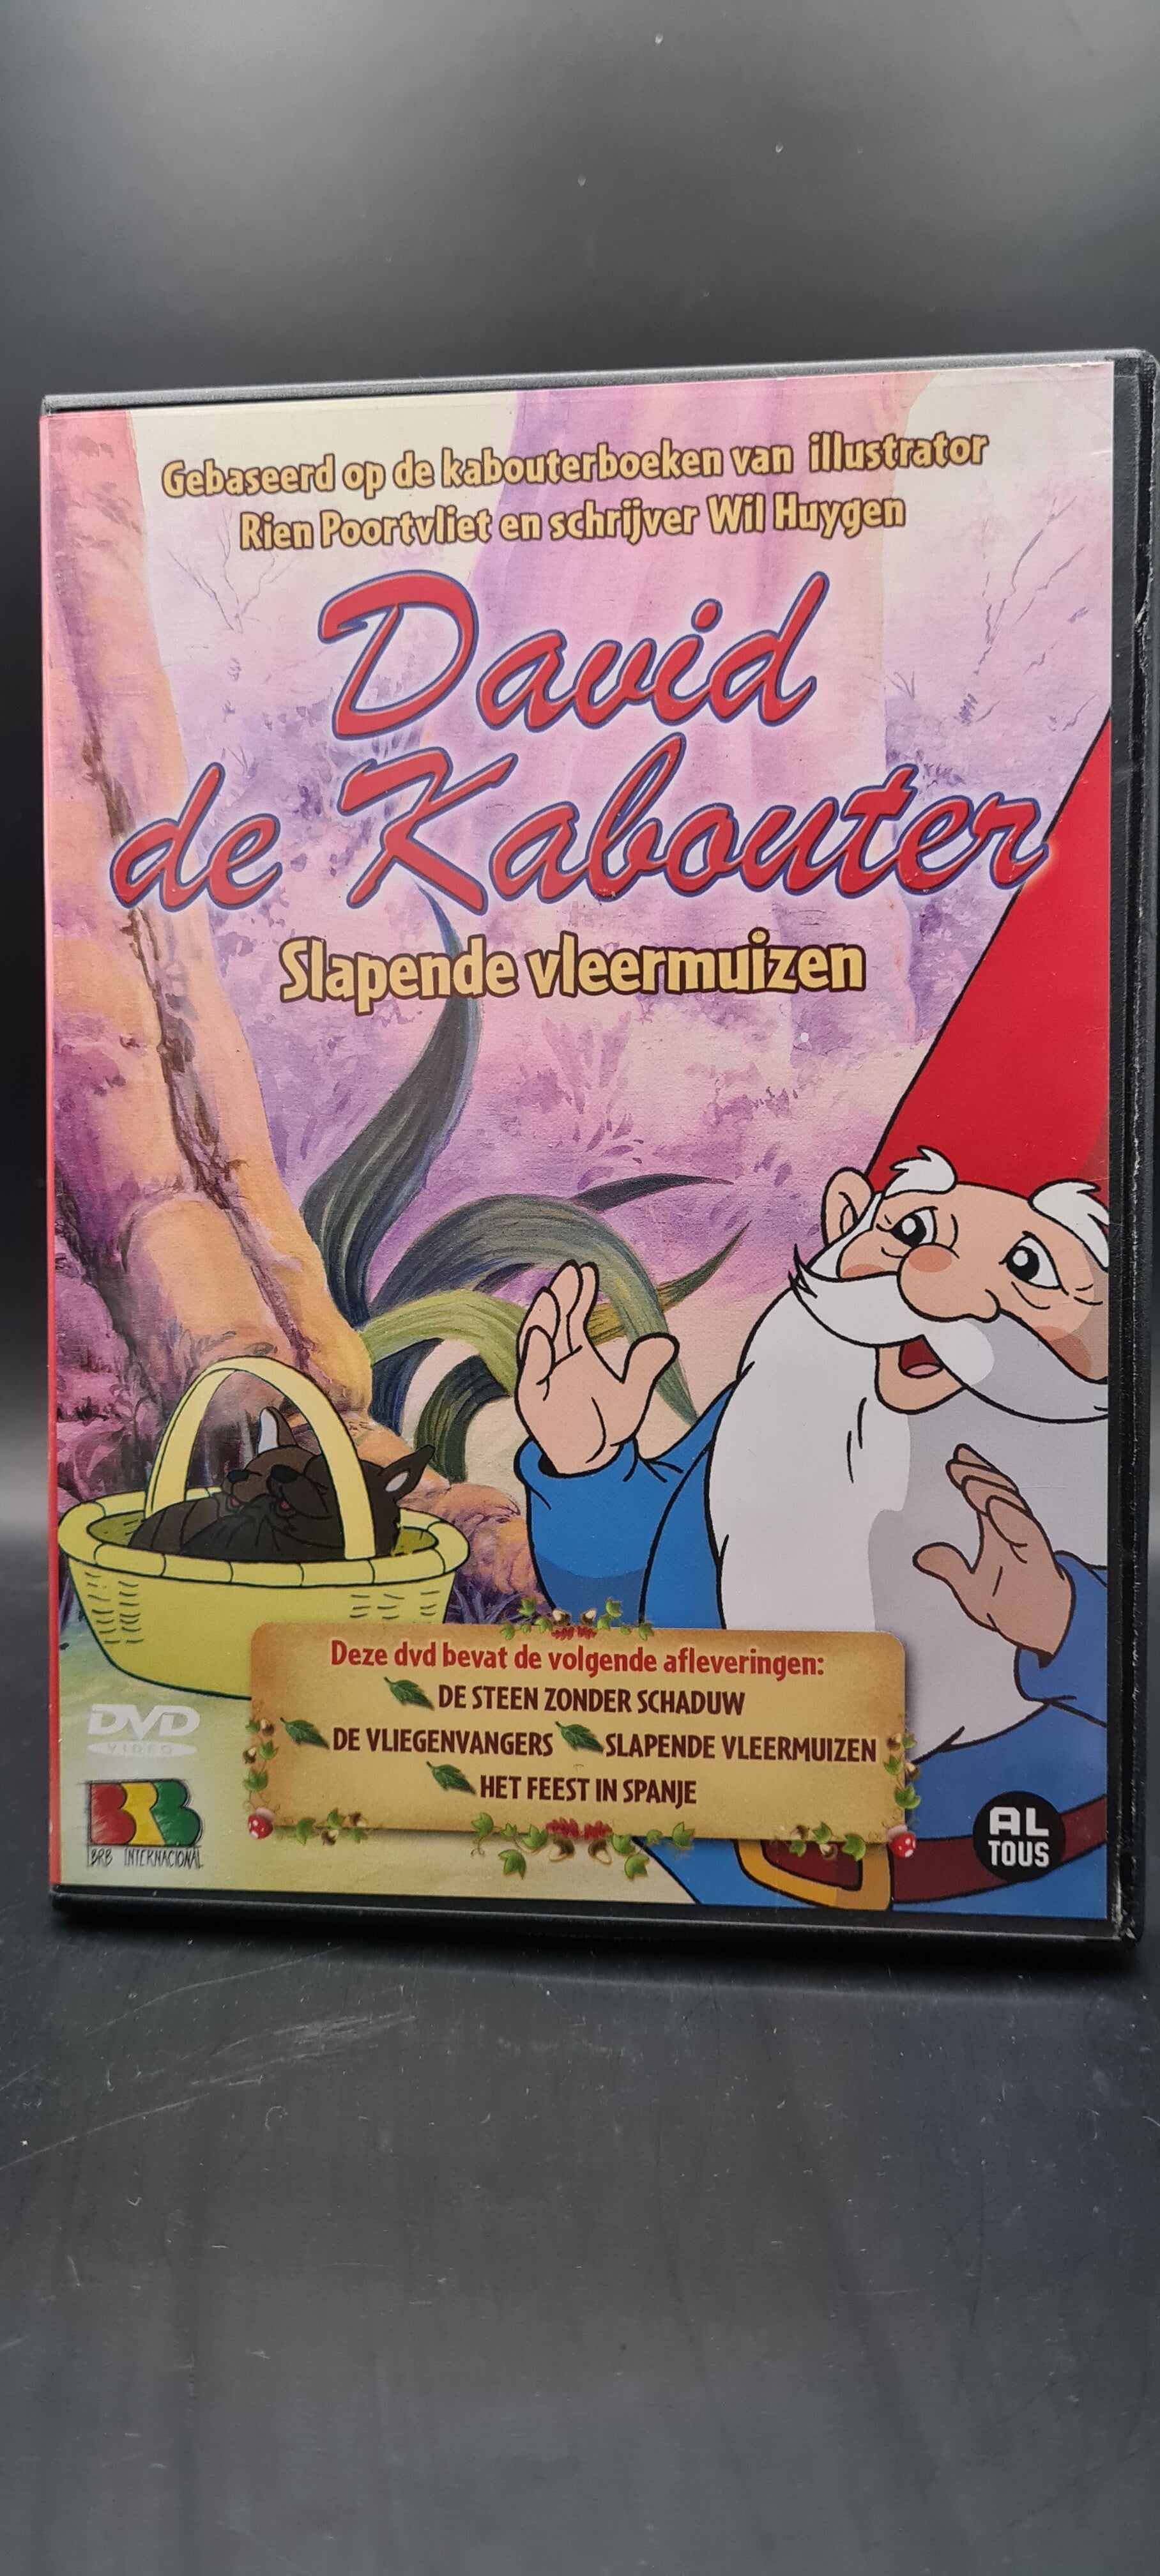 Gebaseerd op de kabouterboeken van illustrator
Rien Poortvliet en schrijver Wil Huygen
David
de Kabouter
Slapende vleermuizen
Deze dvd bevat de volgende afleveringen:
DE STEEN ZONDER SCHADUW
DE VLIEGENVANGERS SLAPENDE VLEERMUIZEN
HET FEEST IN SPANJE
DVD
VIDEO
BRB
BRB INTERNACIONAL
AL
TOUS